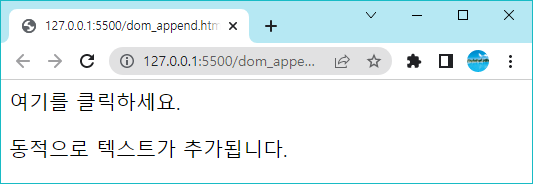 127.0.0.1:5500/dom_append.htm
127.0.0.1:5500/dom_appe...
여기를 클릭하세요.
동적으로 텍스트가 추가됩니다.